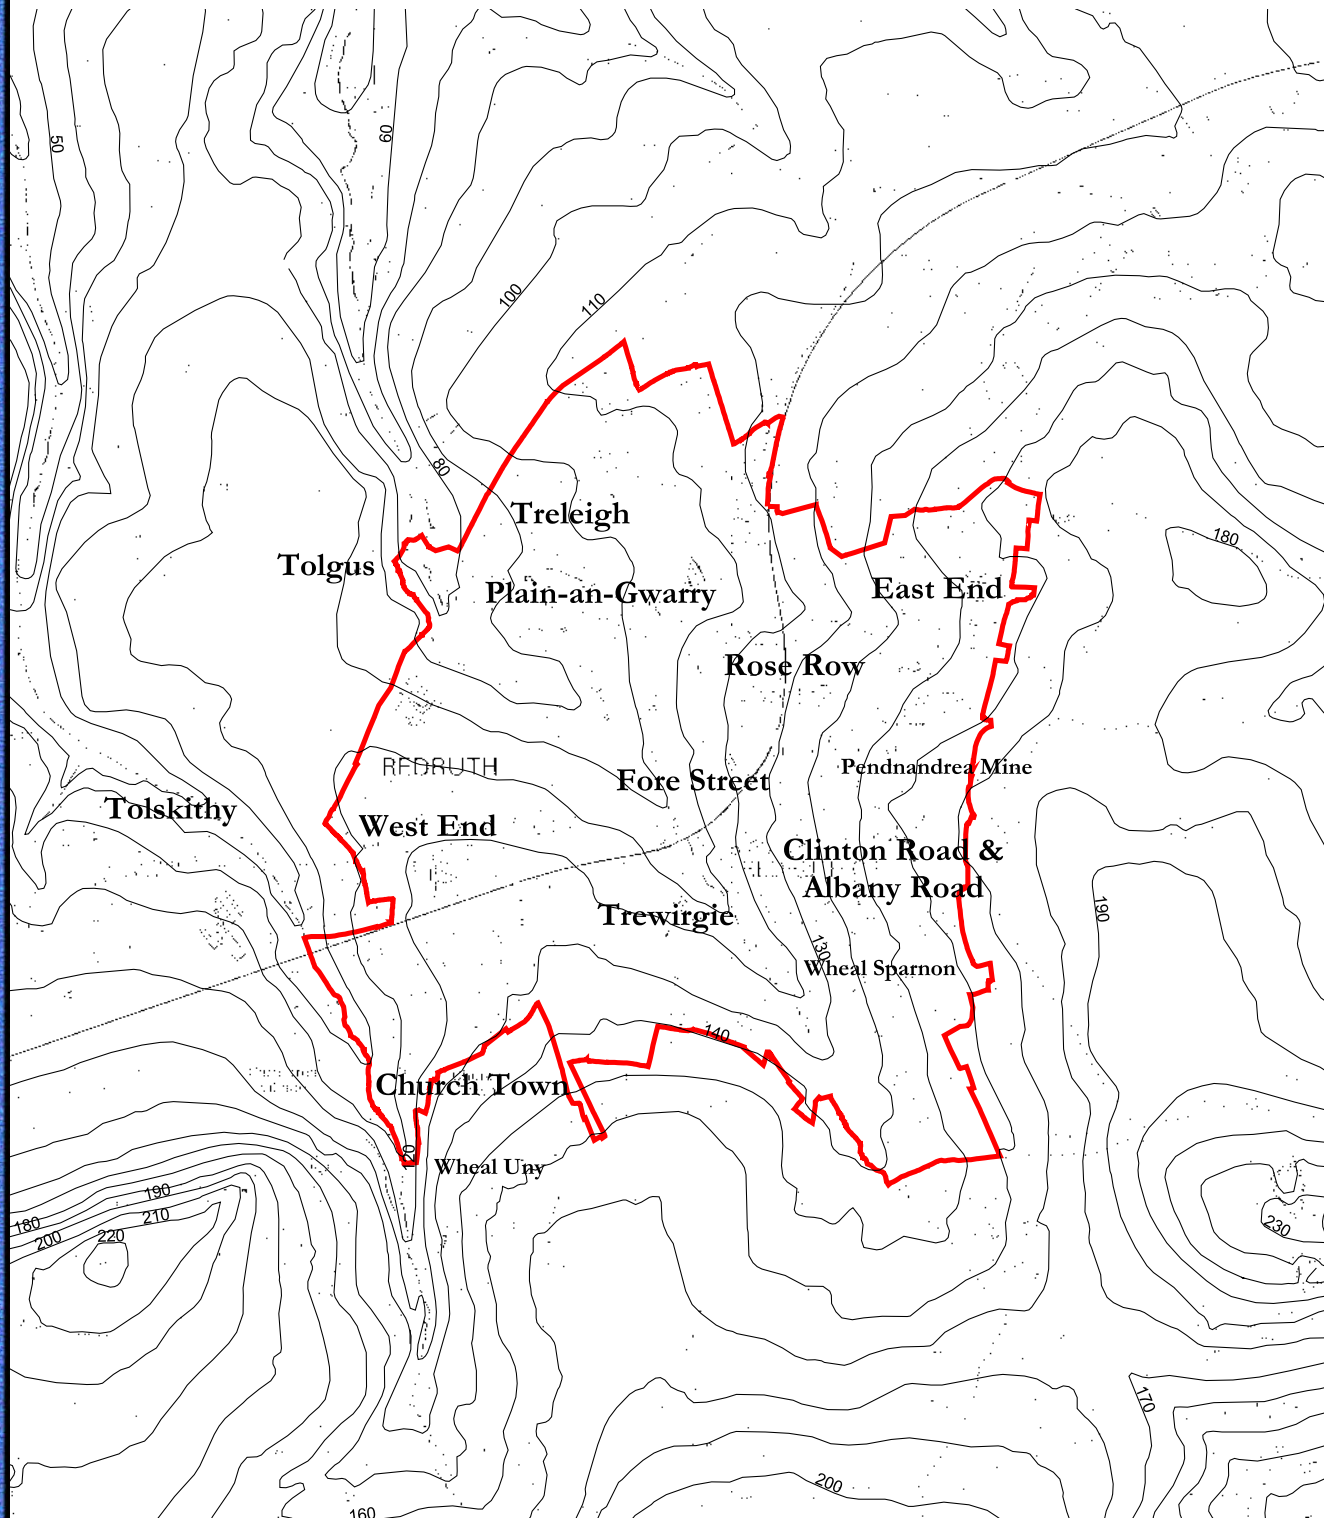 50
60
100
110
80
Treleigh
180
Tolgus
Plain-an-Gwarry
East End
Rose Row
REDRUTH
Pendnandrea Mine
Fore Street
Tolskithy
West End
Clinton Road &
Albany Road
190
Trewirgie
130
Wheal Sparnon
140
Church Town
120
Wheal Uny
190
180
210
200
220
230
170
200
160